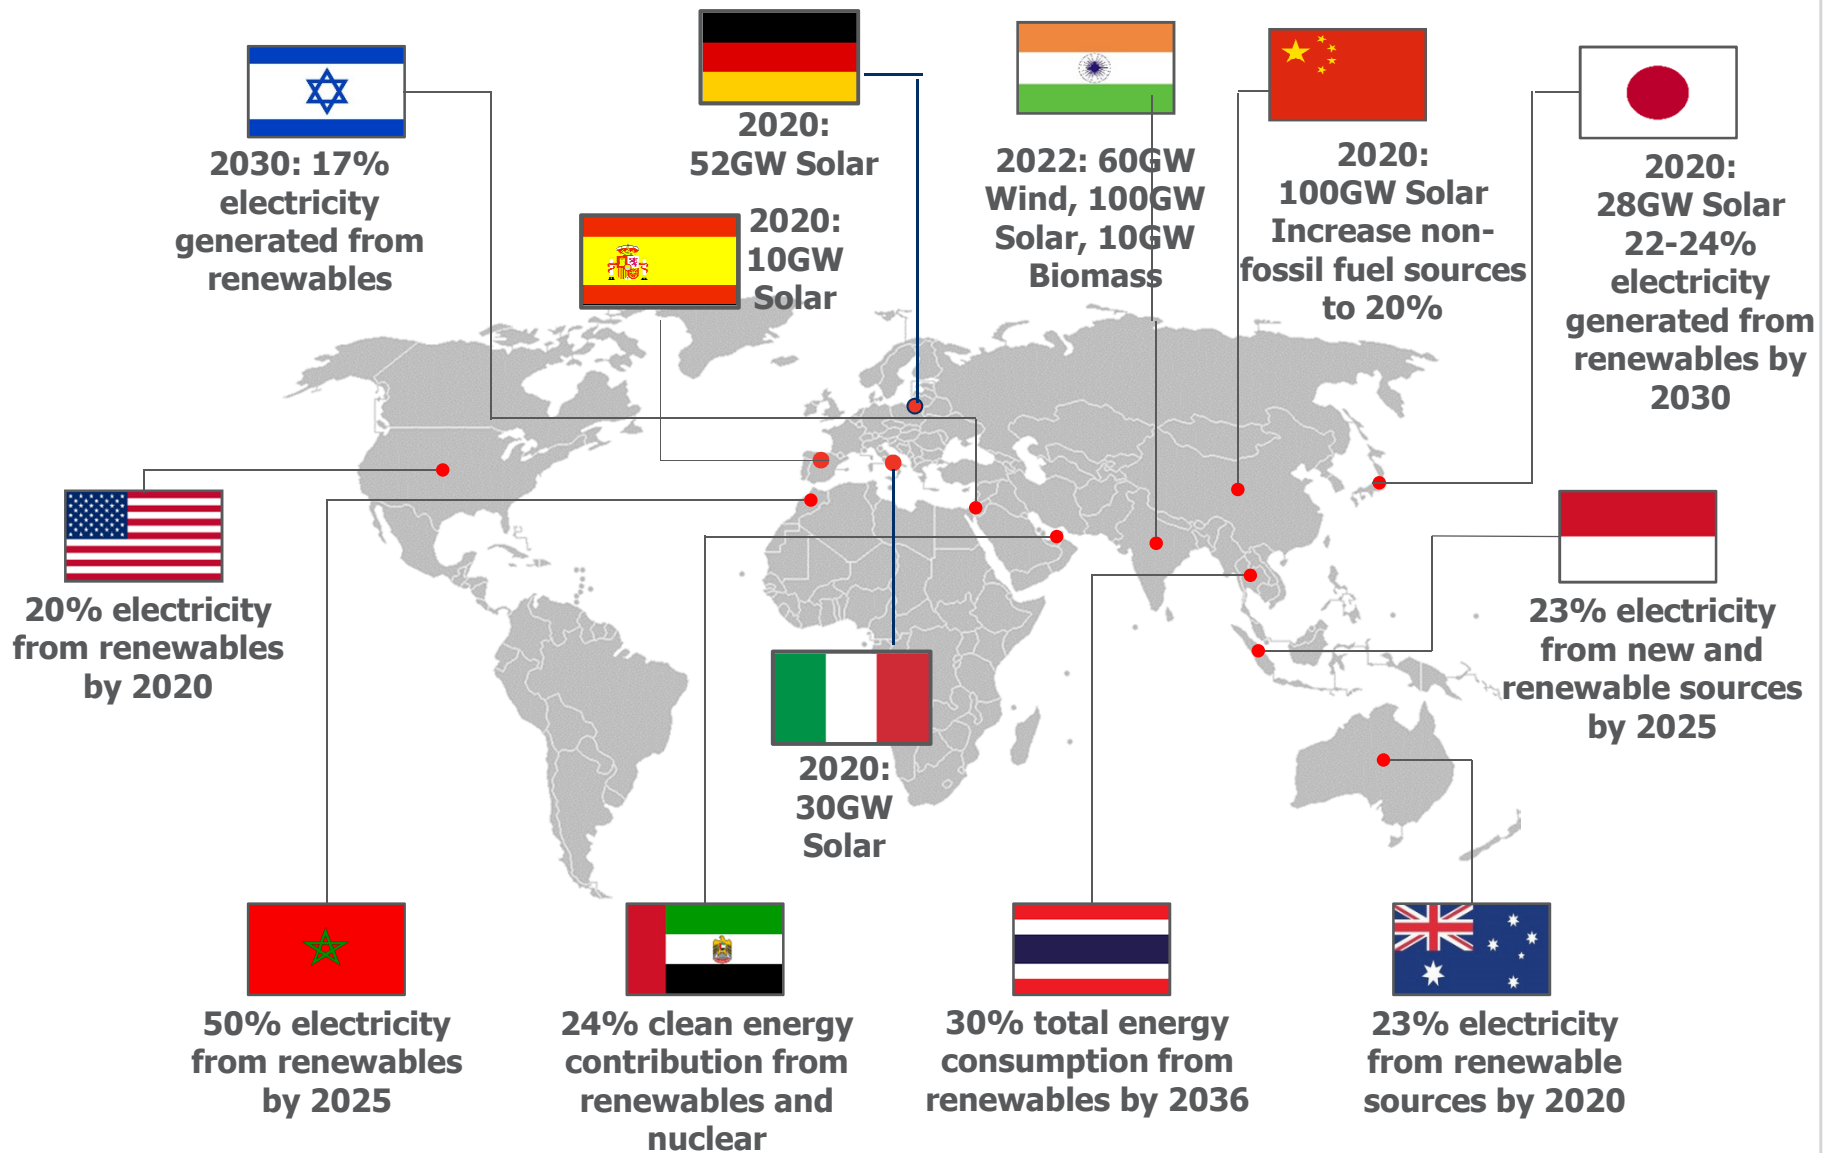 2030: 17%
electricity
generated from
renewables
2020:
52GW Solar
2020:
10GW
Solar
2022: 60GW
Wind, 100GW
Solar, 10GW
Biomass
2020:
100GW Solar
Increase non-
fossil fuel sources
to 20%
2020:
28GW Solar
22-24%
electricity
generated from
renewables by
2030
20% electricity
from renewables
by 2020
2020:
30GW
Solar
23% electricity
from new and
renewable sources
by 2025
50% electricity
from renewables
by 2025
24% clean energy
contribution from
renewables and
nuclear
30% total energy
consumption from
renewables by 2036
23% electricity
from renewable
sources by 2020